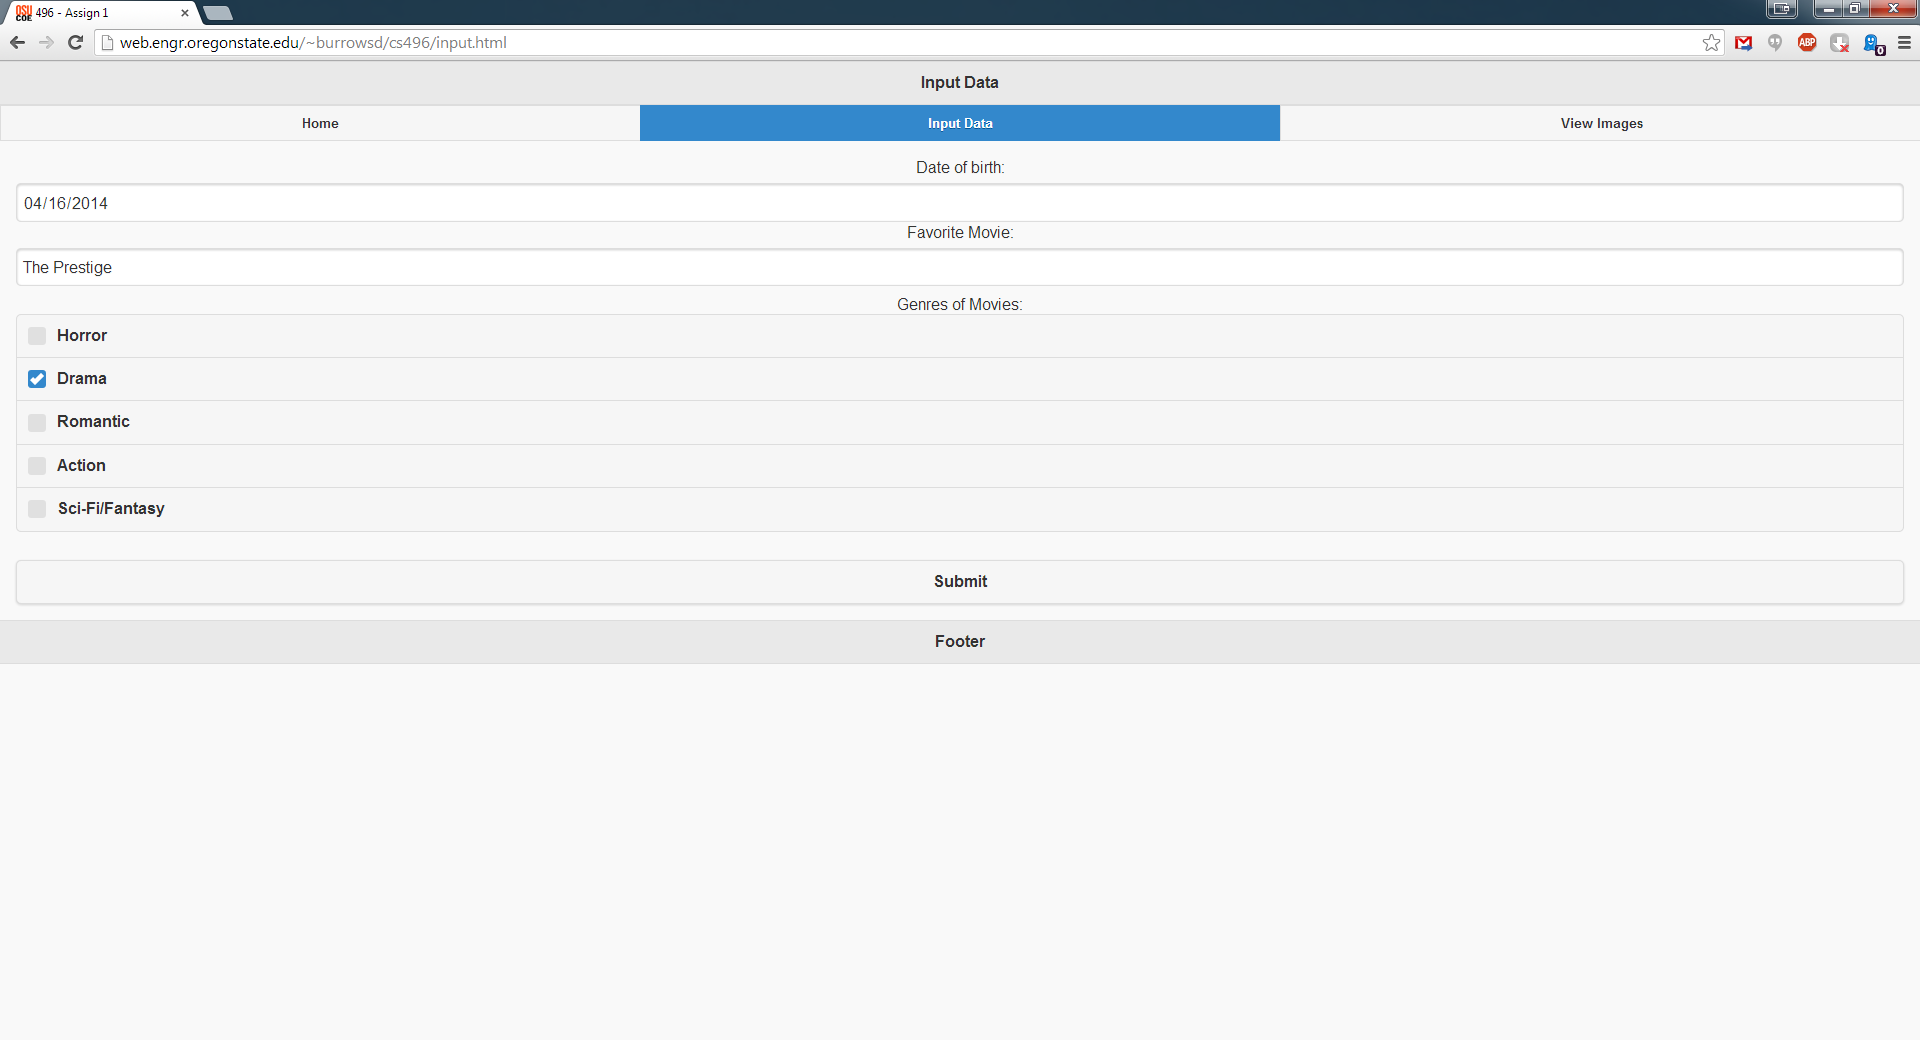 OSU COE 496 - Assign 1
web.engr.oregonstate.edu/~burrowsd/cs496/input.html
ABP
0
Input Data
Home Input Data View Images
Date of birth:
04/16/2014
Favorite Movie:
The Prestige
Genres of Movies:
Horror
Drama
Romantic
Action
Sci-Fi/Fantasy
Submit
Footer